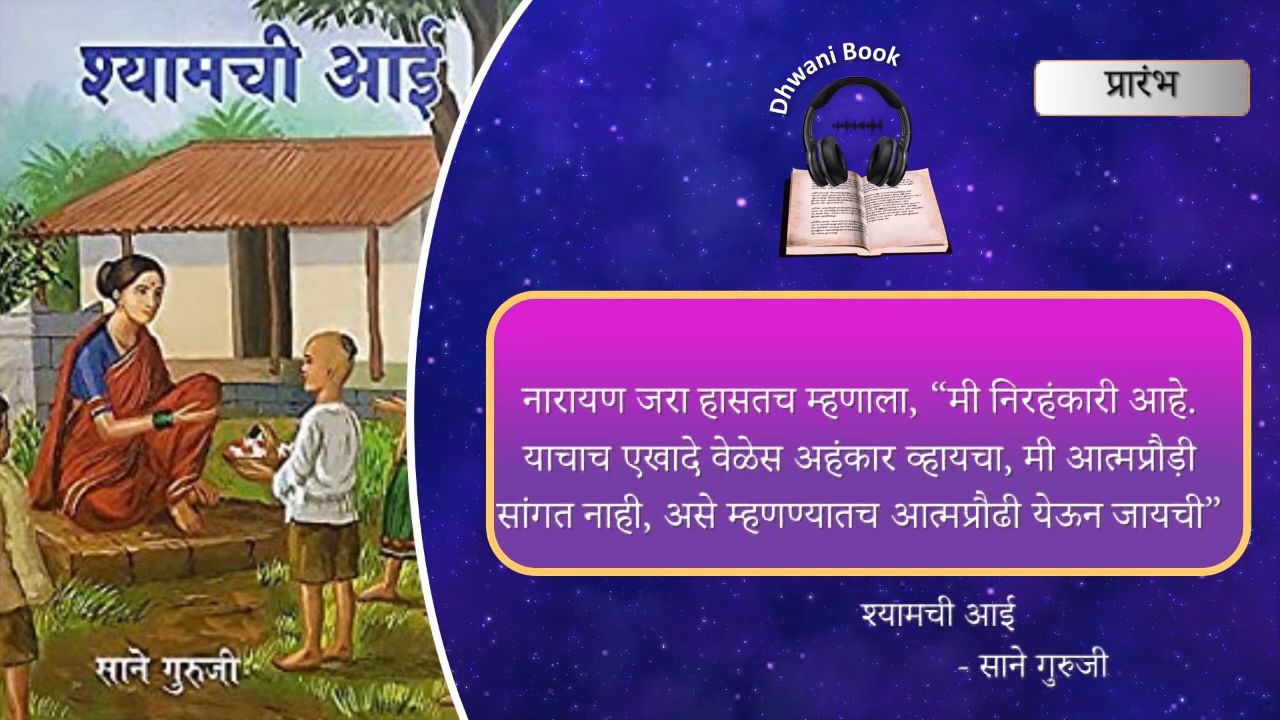 श्यामची आई
साने गुरुजी
Dhwani Book
प्रारंभ
नारायण जरा हासतच म्हणाला, “मी निरहंकारी आहे.
याचाच एखादे वेळेस अहंकार व्हायचा, मी आत्मप्रौड़ी
सांगत नाही, असे म्हणण्यातच आत्मप्रौढी येऊन जायची”
श्यामची आई
- साने गुरुजी